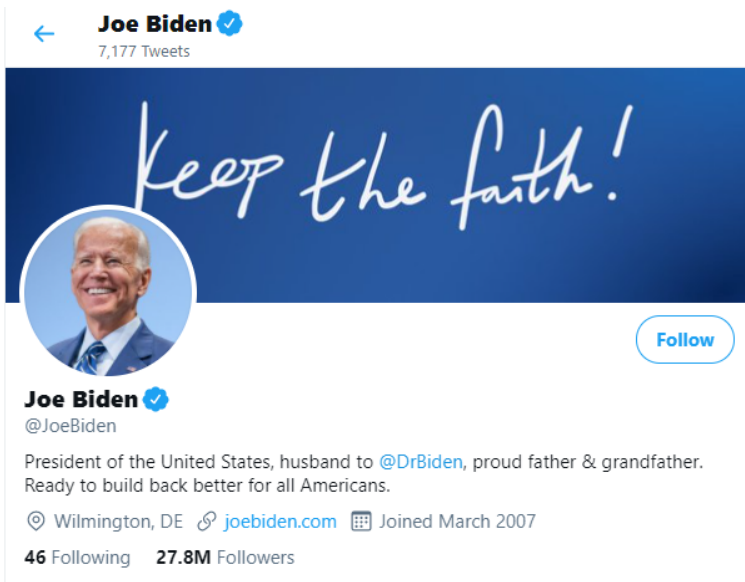 Joe Biden
7,177 Tweets
Keep the faith!
Follow
Joe Biden
@JoeBiden
President of the United States, husband to @DrBiden, proud father & grandfather.
Ready to build back better for all Americans.
Wilmington, DE joebiden.com Joined March 2007
46 Following 27.8M Followers